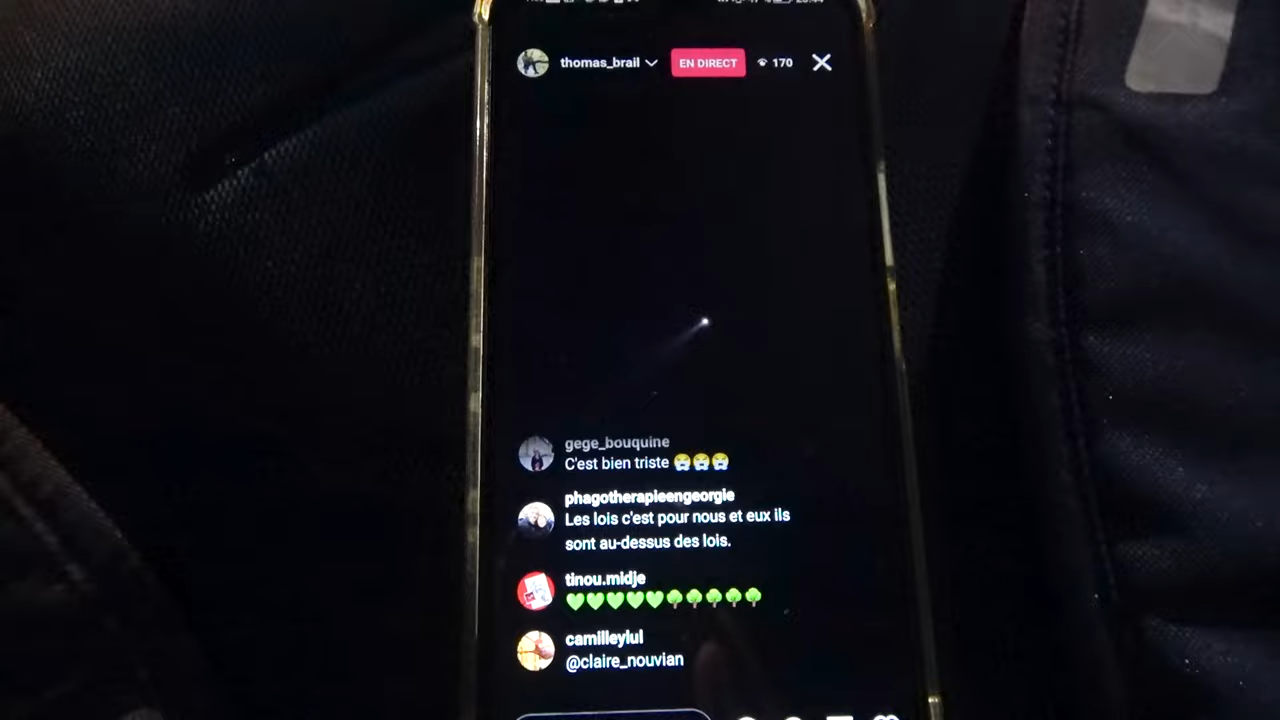 thomas_brail
EN DIRECT
170
gege_bouquine
C'est bien triste 😭😭😭
phagotherapieengeorgie
Les lois c'est pour nous et eux ils
sont au-dessus des lois.
tinou.midje
💚💚💚💚💚🌳🌳🌳🌳🌳
camilleylul
@claire_nouvian